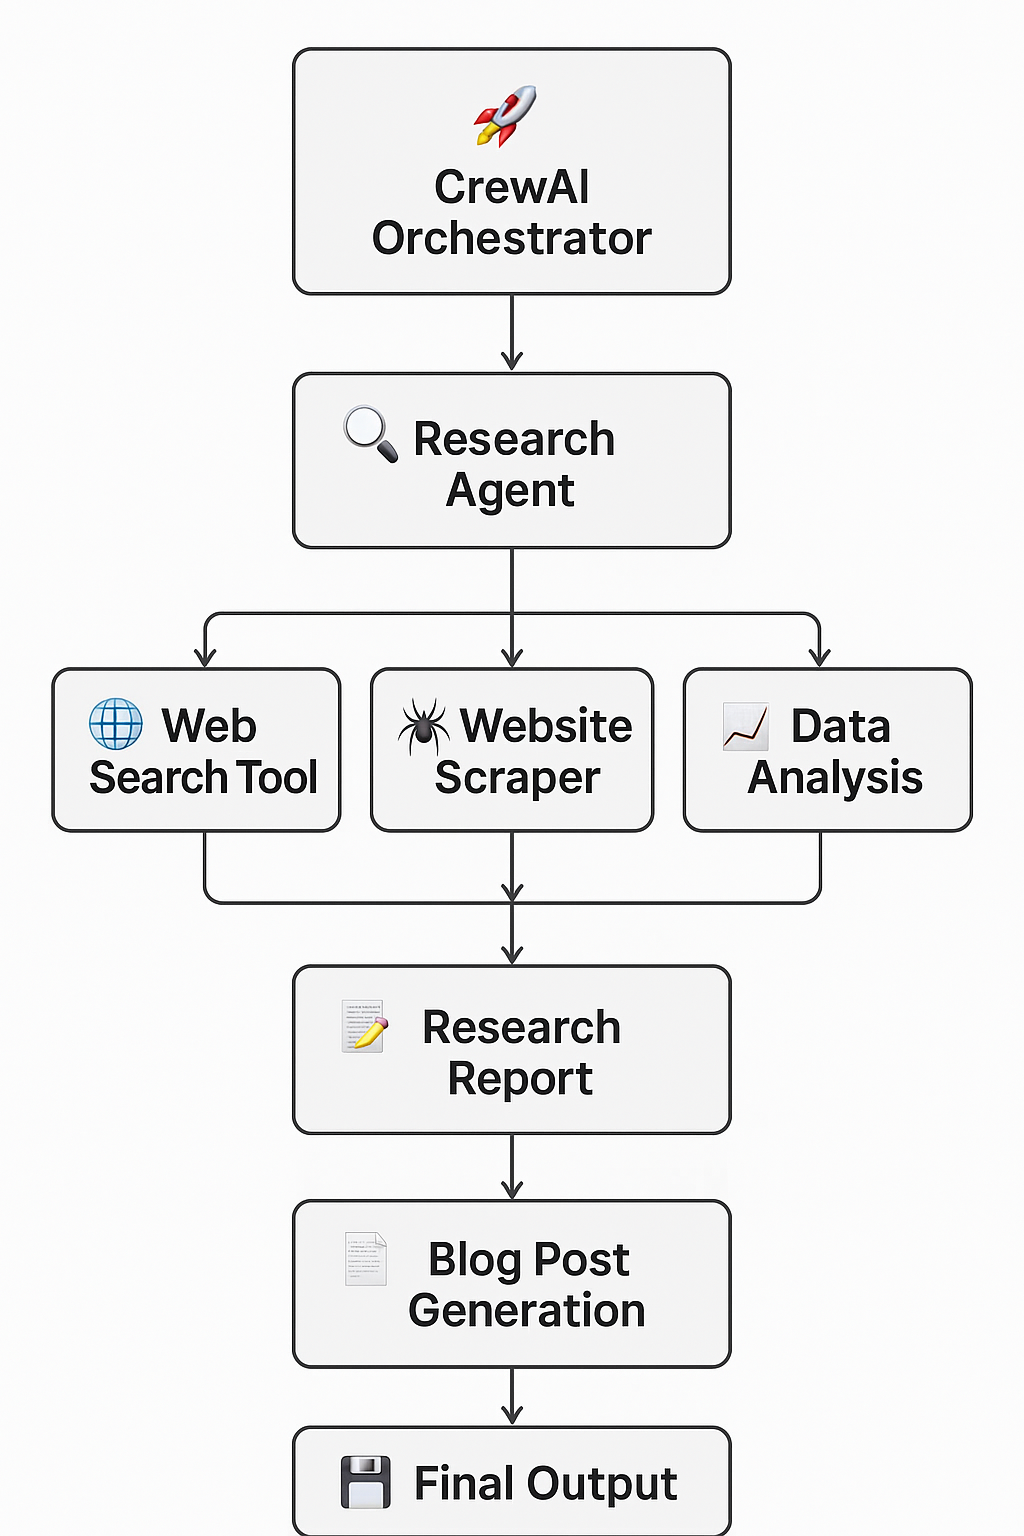 CrewAI
Orchestrator
Research
Agent
Web
Search Tool
Website
Scraper
Data
Analysis
Research
Report
Blog Post
Generation
Final Output